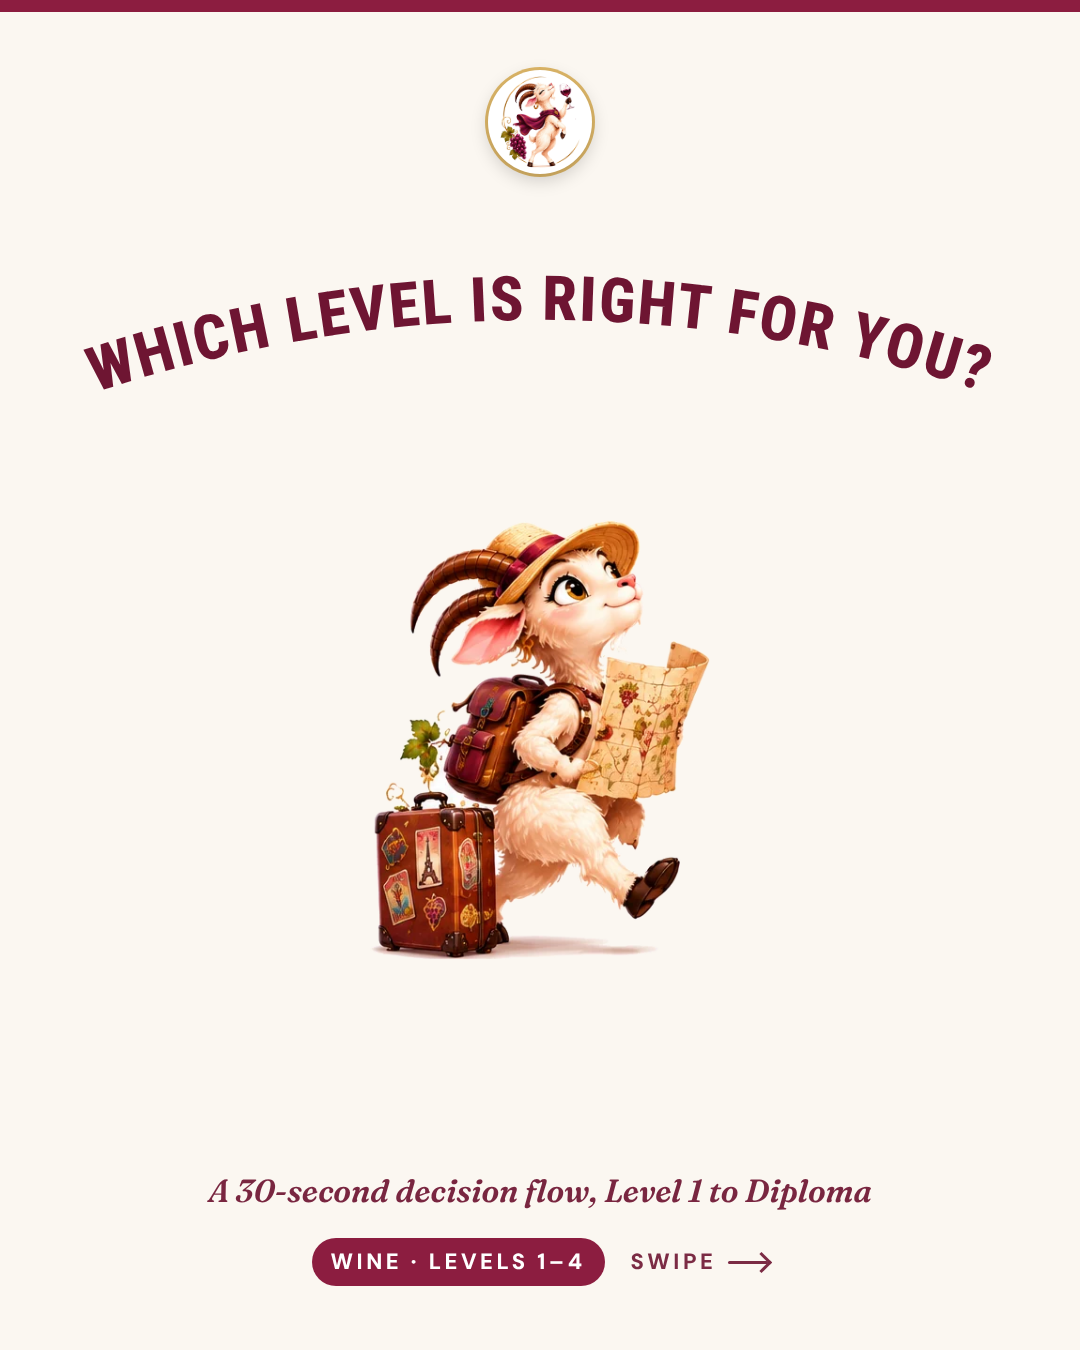 WHICH LEVEL IS RIGHT FOR YOU?
A 30-second decision flow, Level 1 to Diploma
WINE · LEVELS 1–4
SWIPE